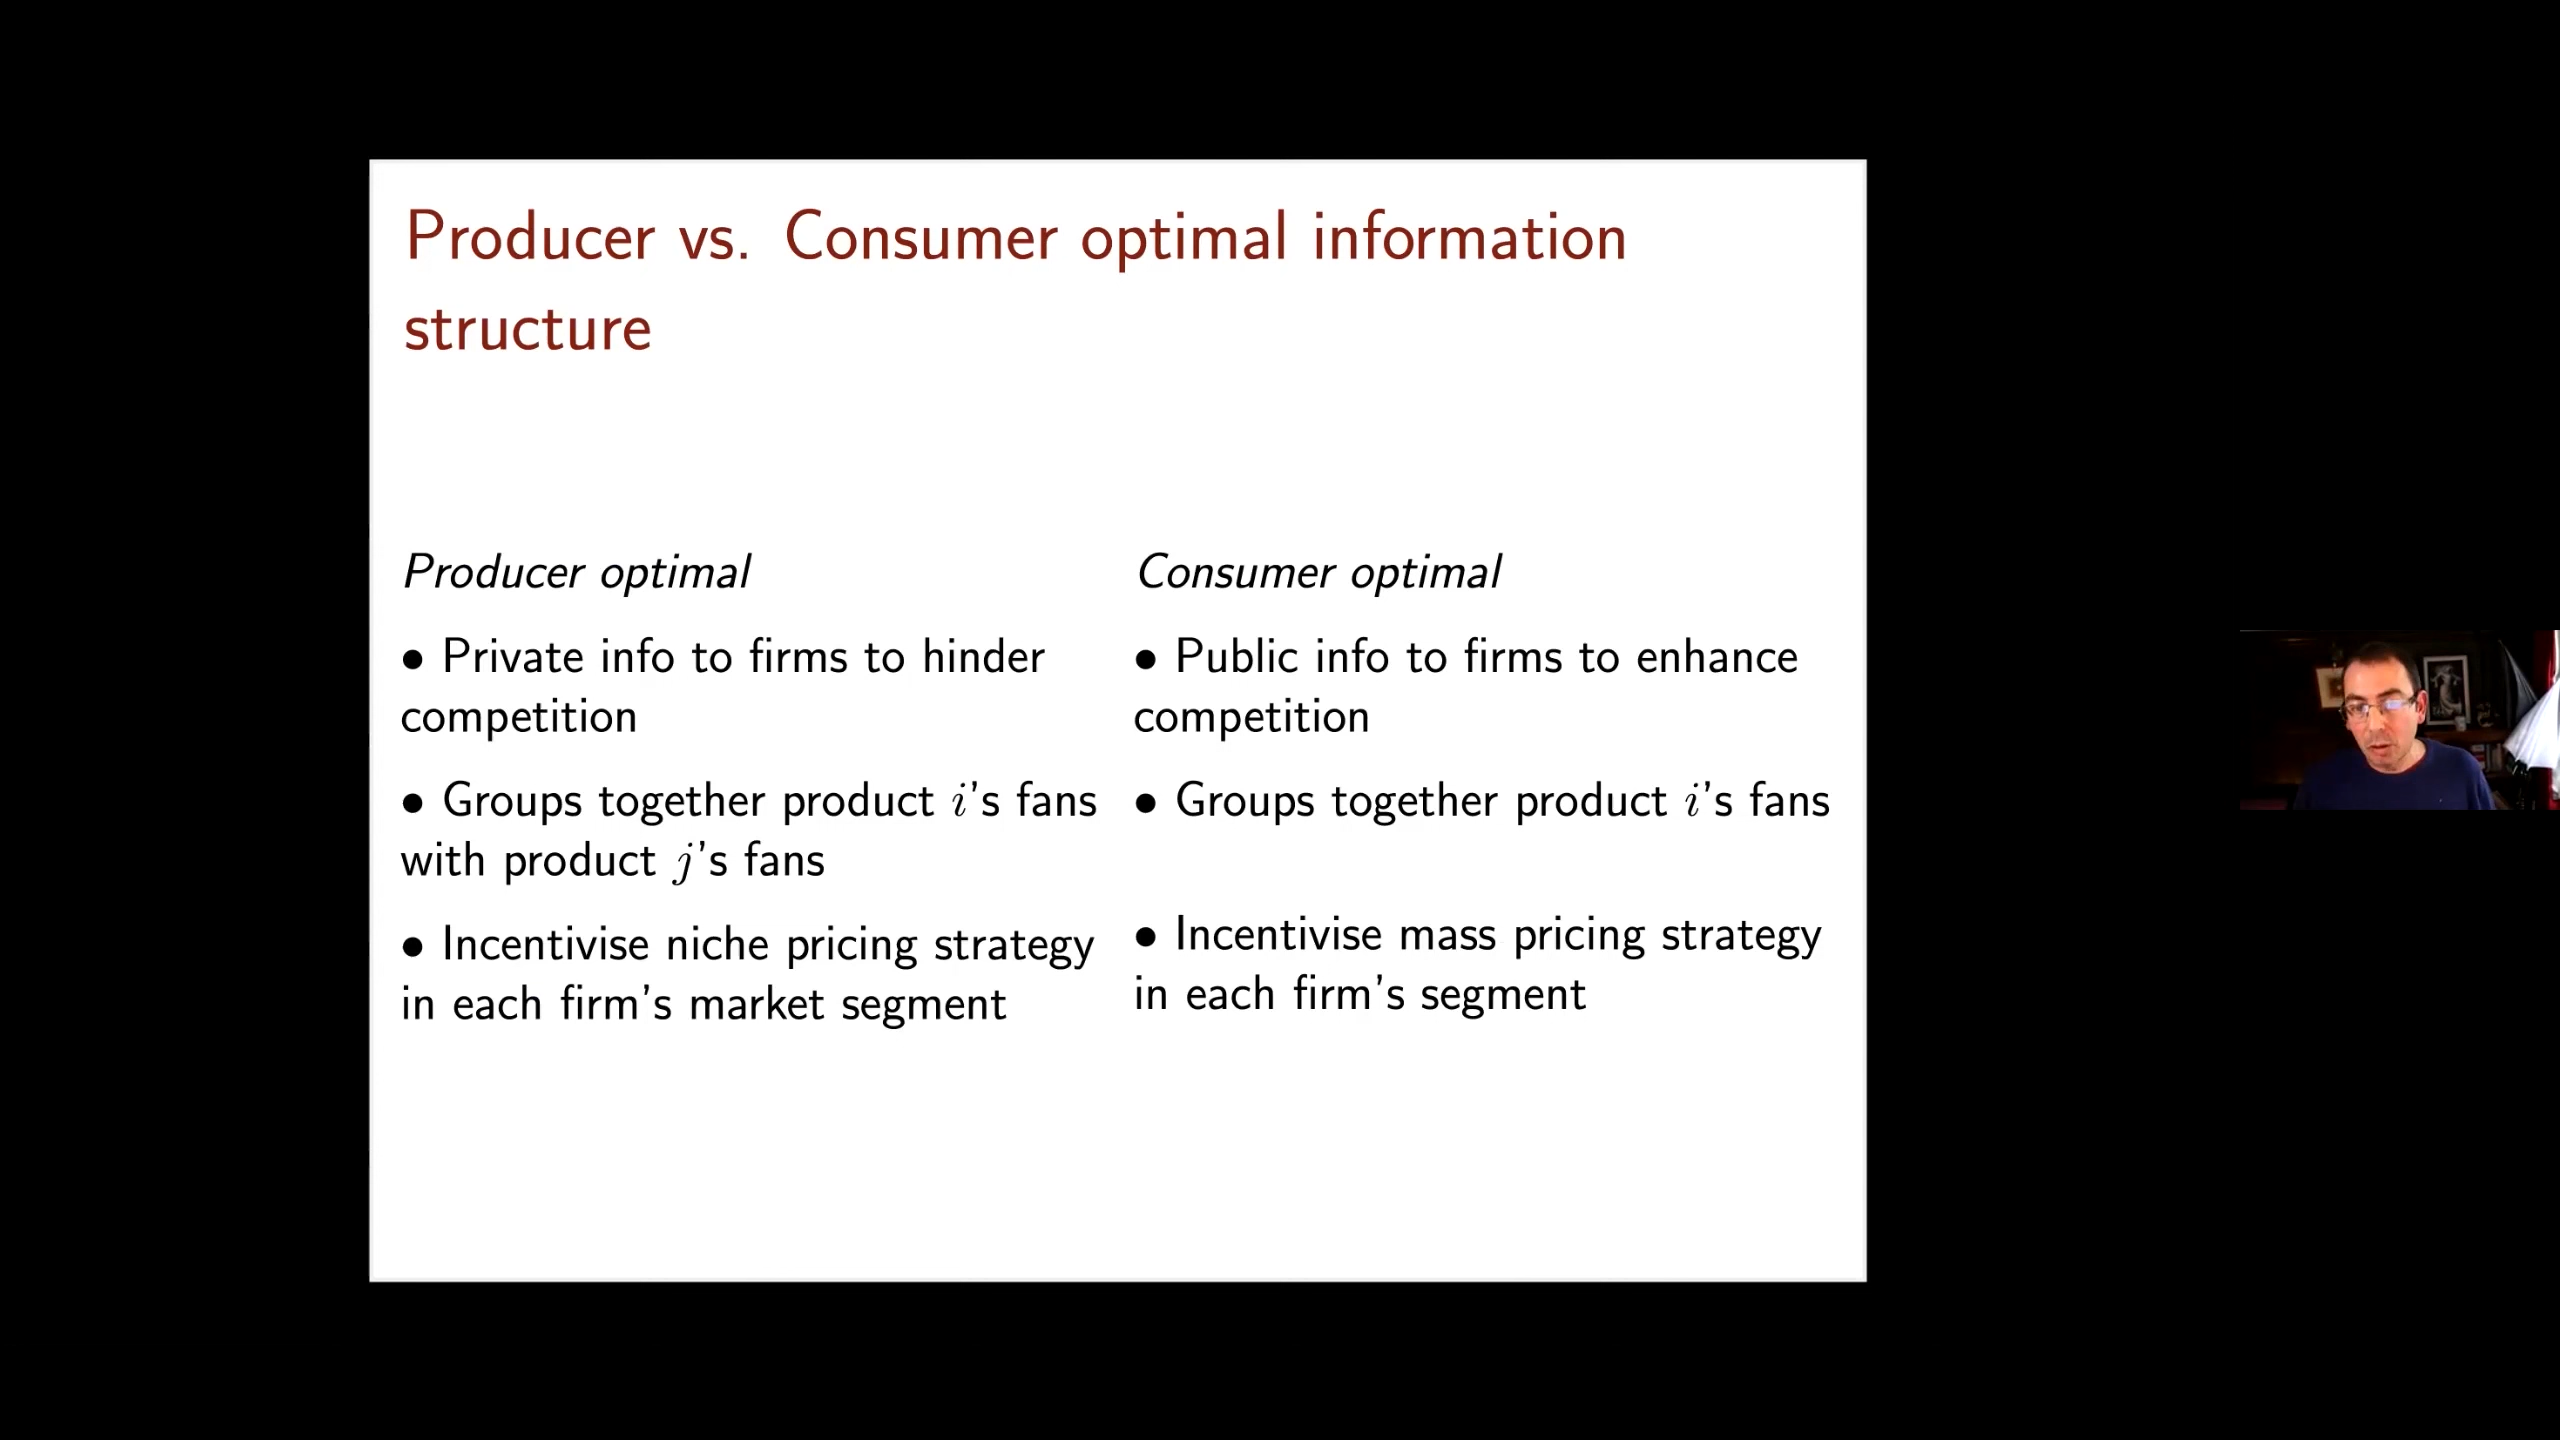 Producer vs. Consumer optimal information
structure
Producer optimal
• Private info to firms to hinder
competition
• Groups together product i's fans
with product j's fans
• Incentivise niche pricing strategy
in each firm's market segment
Consumer optimal
• Public info to firms to enhance
competition
• Groups together product i's fans
• Incentivise mass pricing strategy
in each firm's segment